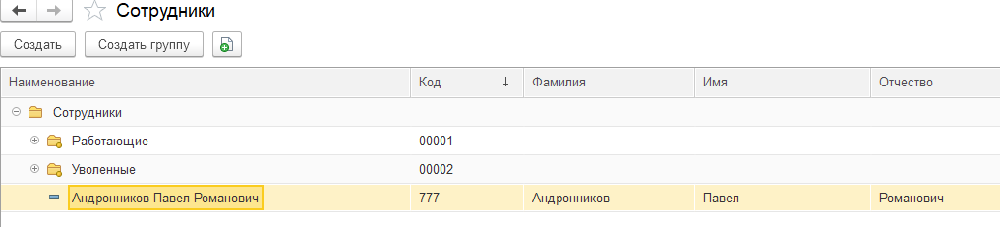 Сотрудники
Создать Создать группу
Наименование Код ↓ Фамилия Имя Отчество
Сотрудники
Работающие 00001
Уволенные 00002
Андронников Павел Романович 777 Андронников Павел Романович